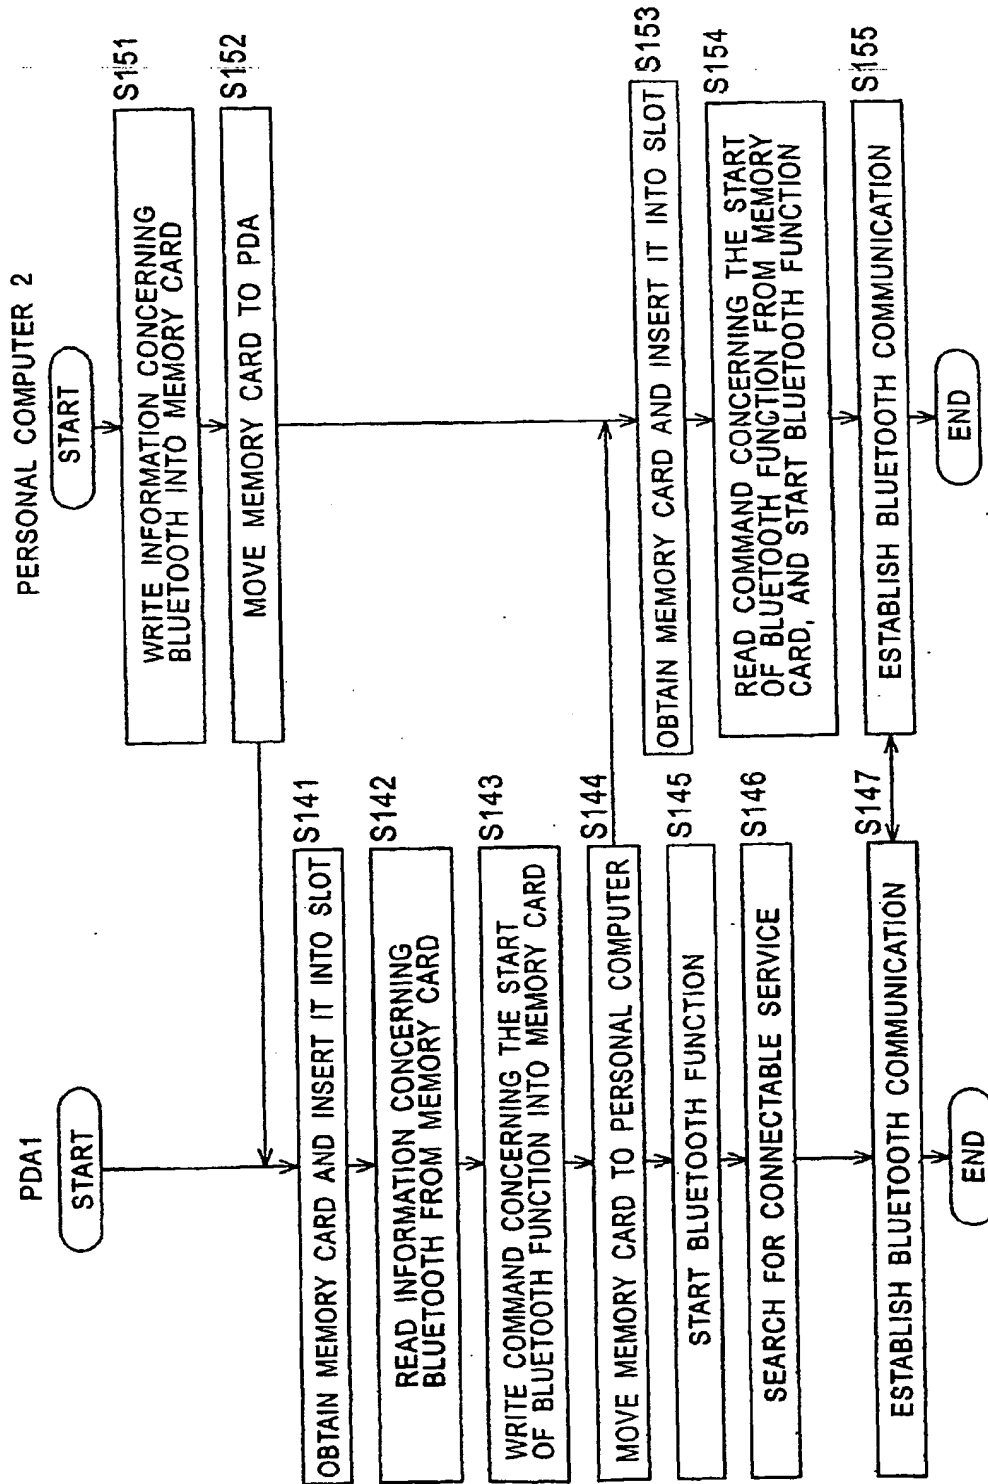 PDA1
START
OBTAIN MEMORY CARD AND INSERT IT INTO SLOT
S141
READ INFORMATION CONCERNING
BLUETOOTH FROM MEMORY CARD
S142
WRITE COMMAND CONCERNING THE START
OF BLUETOOTH FUNCTION INTO MEMORY CARD
S143
MOVE MEMORY CARD TO PERSONAL COMPUTER
S144
START BLUETOOTH FUNCTION
S145
SEARCH FOR CONNECTABLE SERVICE
S146
ESTABLISH BLUETOOTH COMMUNICATION
S147
END
PERSONAL COMPUTER 2
START
WRITE INFORMATION CONCERNING
BLUETOOTH INTO MEMORY CARD
S151
MOVE MEMORY CARD TO PDA
S152
OBTAIN MEMORY CARD AND INSERT IT INTO SLOT
S153
READ COMMAND CONCERNING THE START
OF BLUETOOTH FUNCTION FROM MEMORY
CARD, AND START BLUETOOTH FUNCTION
S154
ESTABLISH BLUETOOTH COMMUNICATION
S155
END